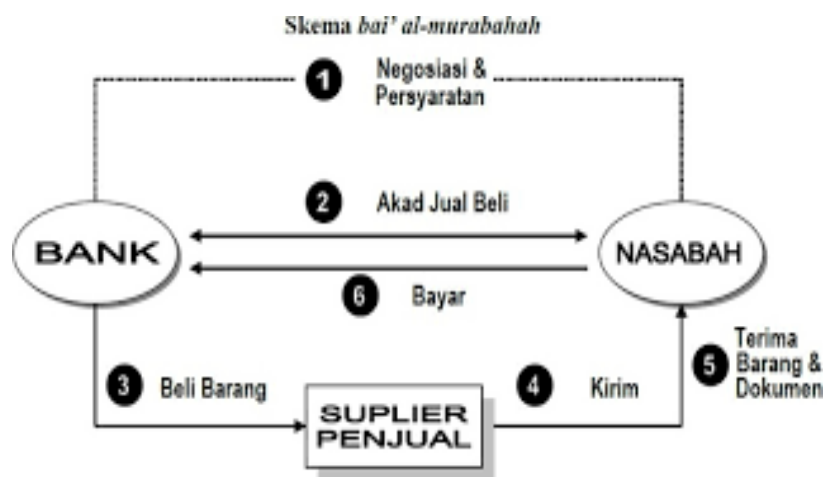 Skema bai' al-murabahah
1 Negosiasi &
Persyaratan
2 Akad Jual Beli
BANK
NASABAH
6 Bayar
3 Beli Barang
SUPLIER
PENJUAL
4 Kirim
5 Terima
Barang &
Dokumen